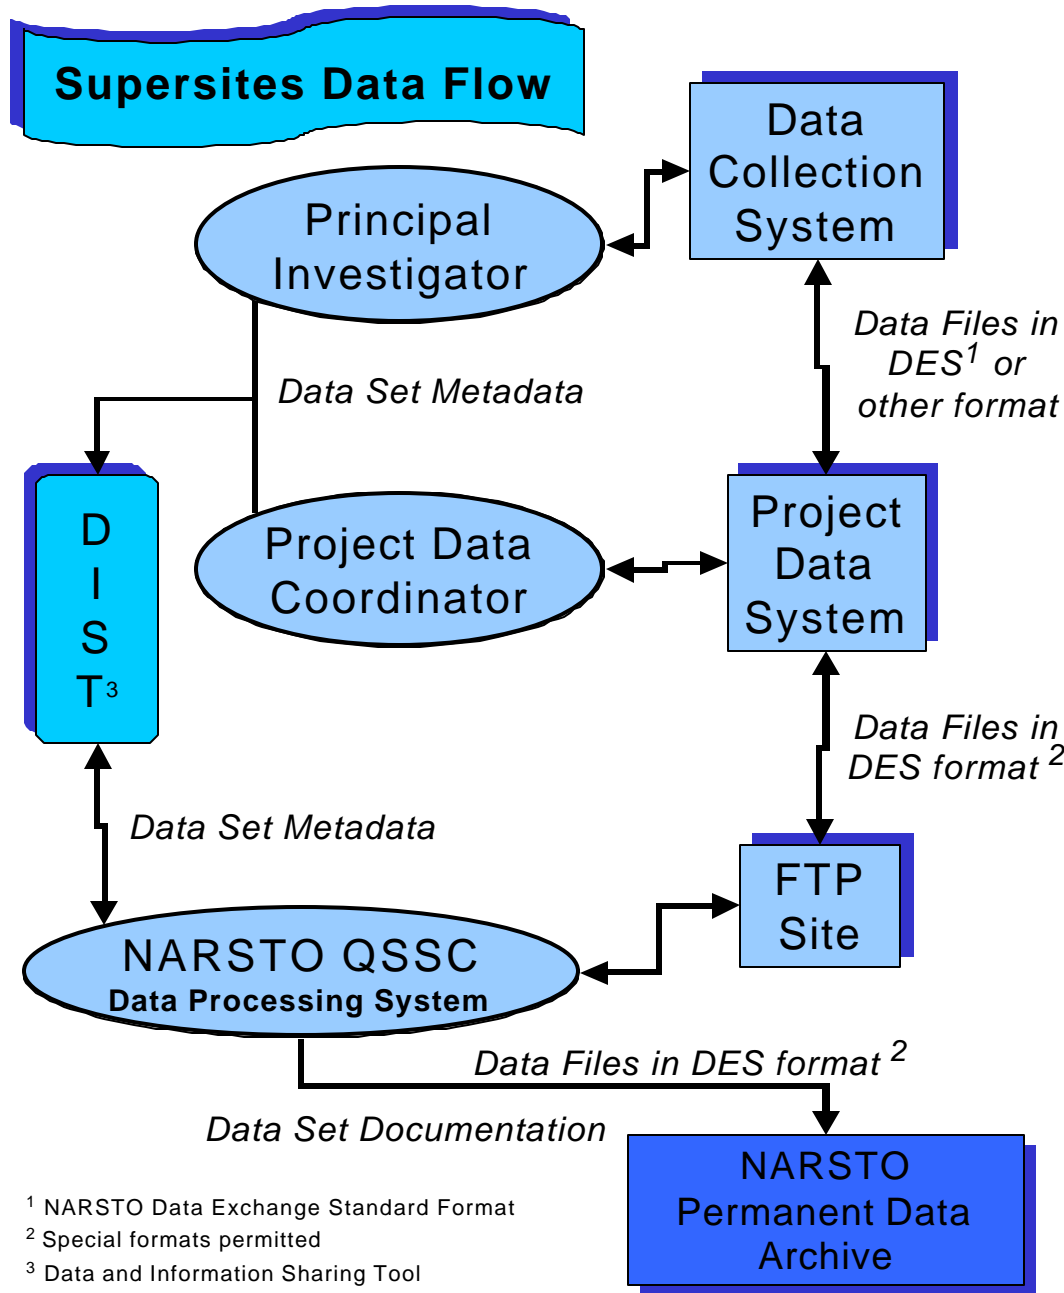 Supersites Data Flow
Data
Collection
System
Principal
Investigator
Data Files in
DES¹ or
other format
Data Set Metadata
D
I
S
T³
Project Data
Coordinator
Project
Data
System
Data Files in
DES format ²
Data Set Metadata
FTP
Site
NARSTO QSSC
Data Processing System
Data Files in DES format ²
Data Set Documentation
NARSTO
Permanent Data
Archive
¹ NARSTO Data Exchange Standard Format
² Special formats permitted
³ Data and Information Sharing Tool